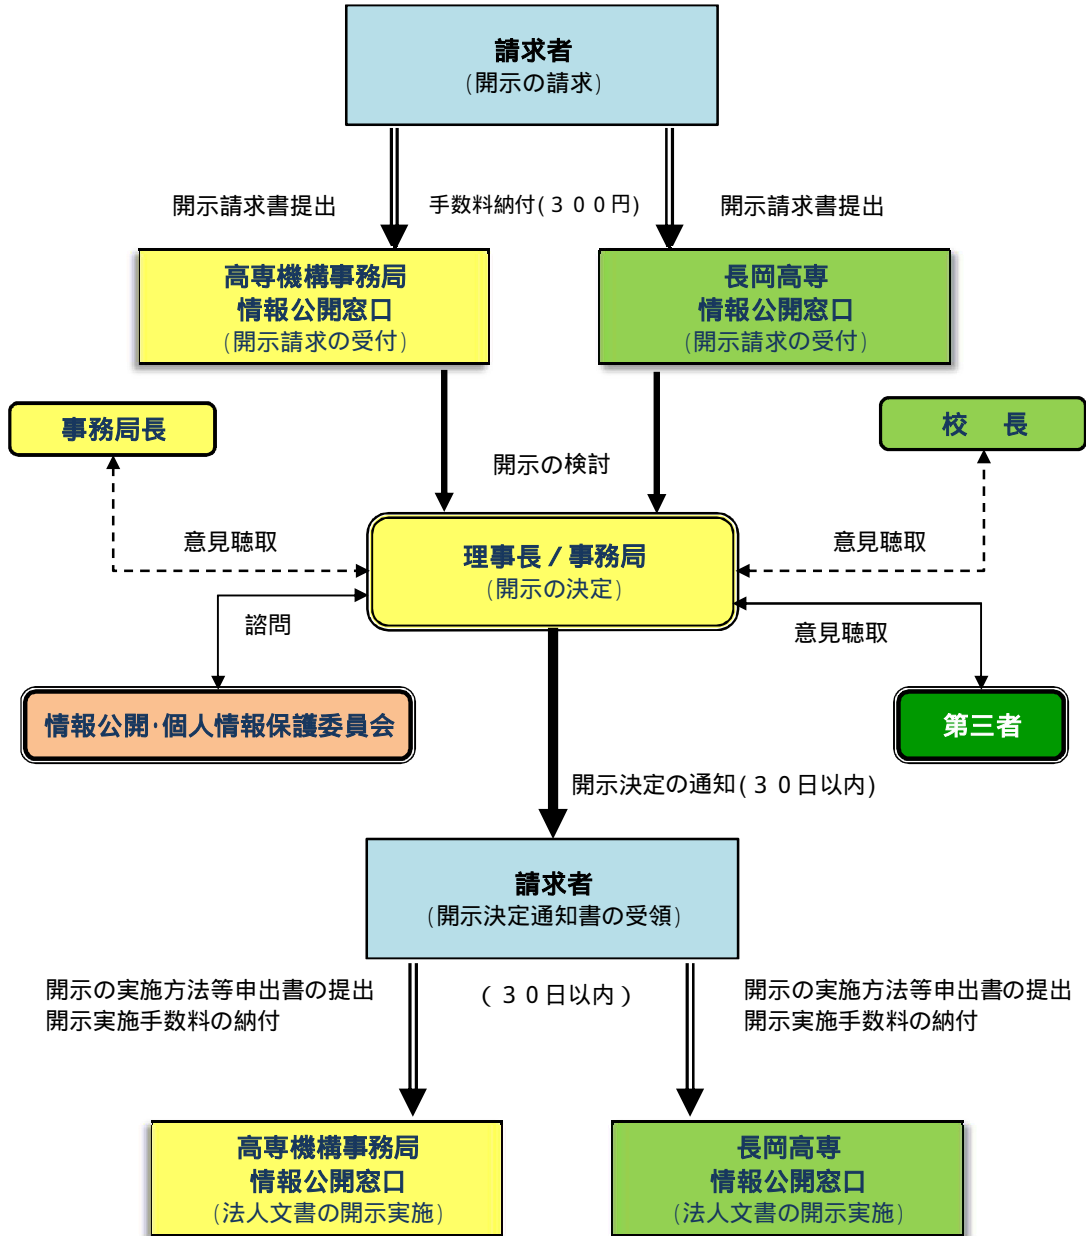 請求者
(開示の請求)
開示請求書提出
手数料納付(３００円)
開示請求書提出
高専機構事務局
情報公開窓口
(開示請求の受付)
長岡高専
情報公開窓口
(開示請求の受付)
事務局長
校　長
開示の検討
意見聴取
理事長／事務局
(開示の決定)
意見聴取
諮問
意見聴取
情報公開・個人情報保護委員会
第三者
開示決定の通知(３０日以内)
請求者
(開示決定通知書の受領)
開示の実施方法等申出書の提出
開示実施手数料の納付
(３０日以内)
開示の実施方法等申出書の提出
開示実施手数料の納付
高専機構事務局
情報公開窓口
(法人文書の開示実施)
長岡高専
情報公開窓口
(法人文書の開示実施)